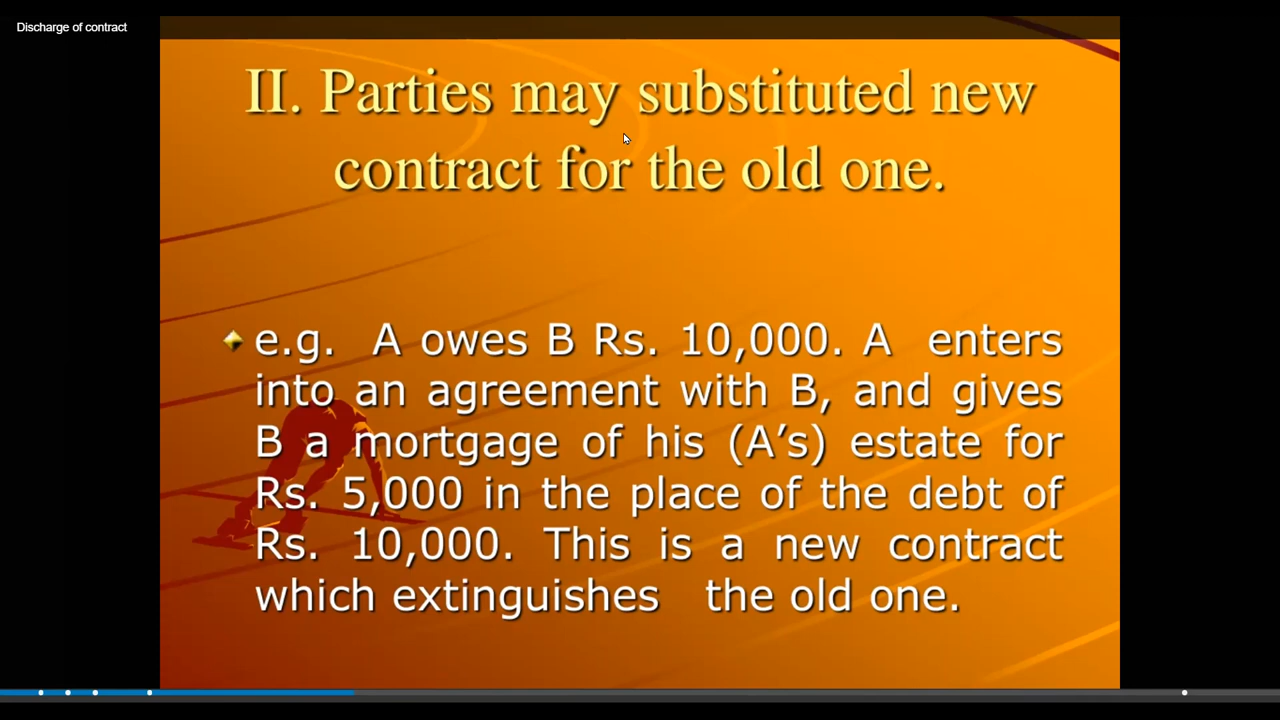 Discharge of contract
II. Parties may substituted new
contract for the old one.
e.g. A owes B Rs. 10,000. A enters
into an agreement with B, and gives
B a mortgage of his (A’s) estate for
Rs. 5,000 in the place of the debt of
Rs. 10,000. This is a new contract
which extinguishes the old one.